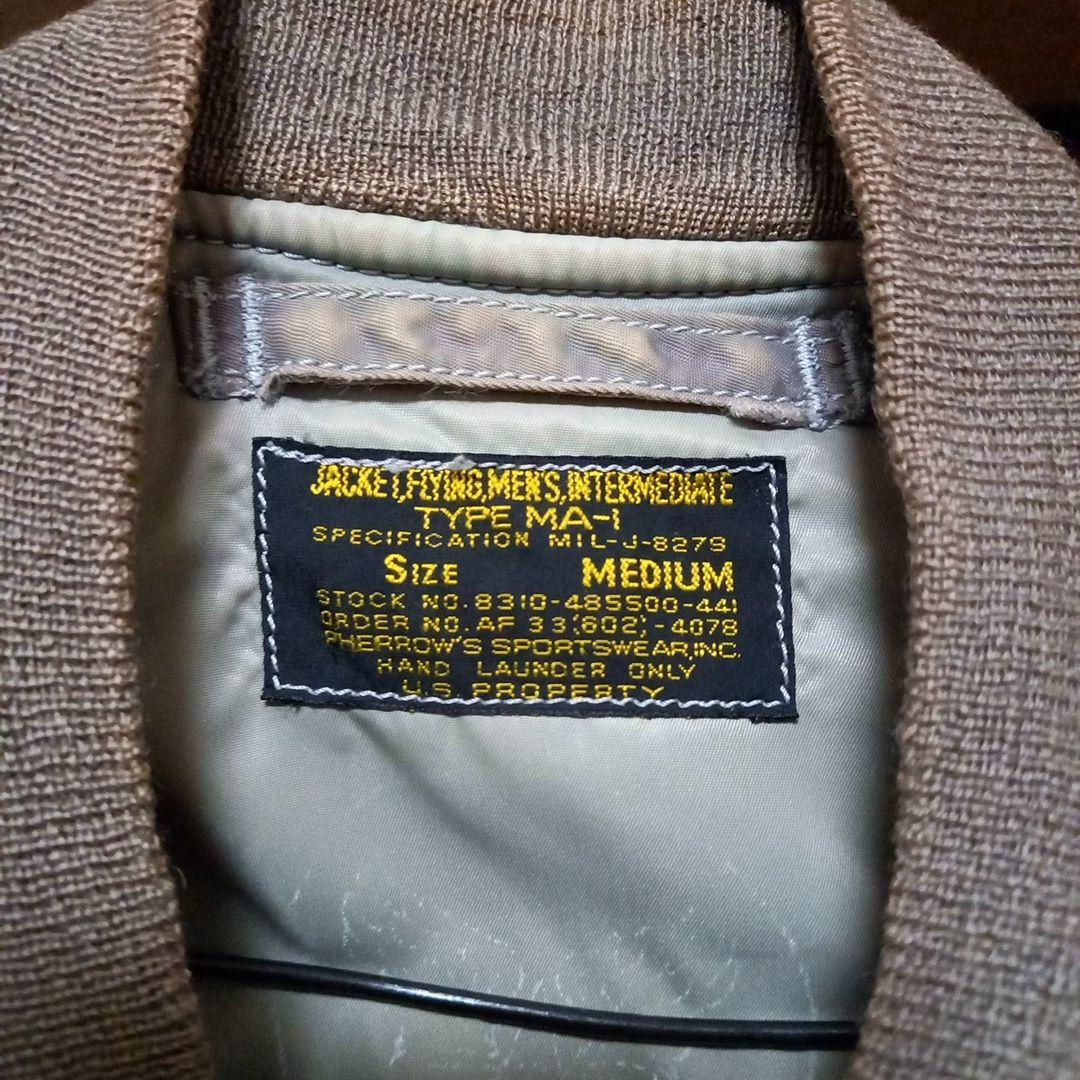 JACKET,FLYING,MEN'S,INTERMEDIATE
TYPE MA-1
SPECIFICATION MIL-J-8279
SIZE MEDIUM
STOCK NO. 8310-485500-441
ORDER NO. AF 33(602)-4078
PHERROW'S SPORTSWEAR,INC.
HAND LAUNDER ONLY
U.S. PROPERTY